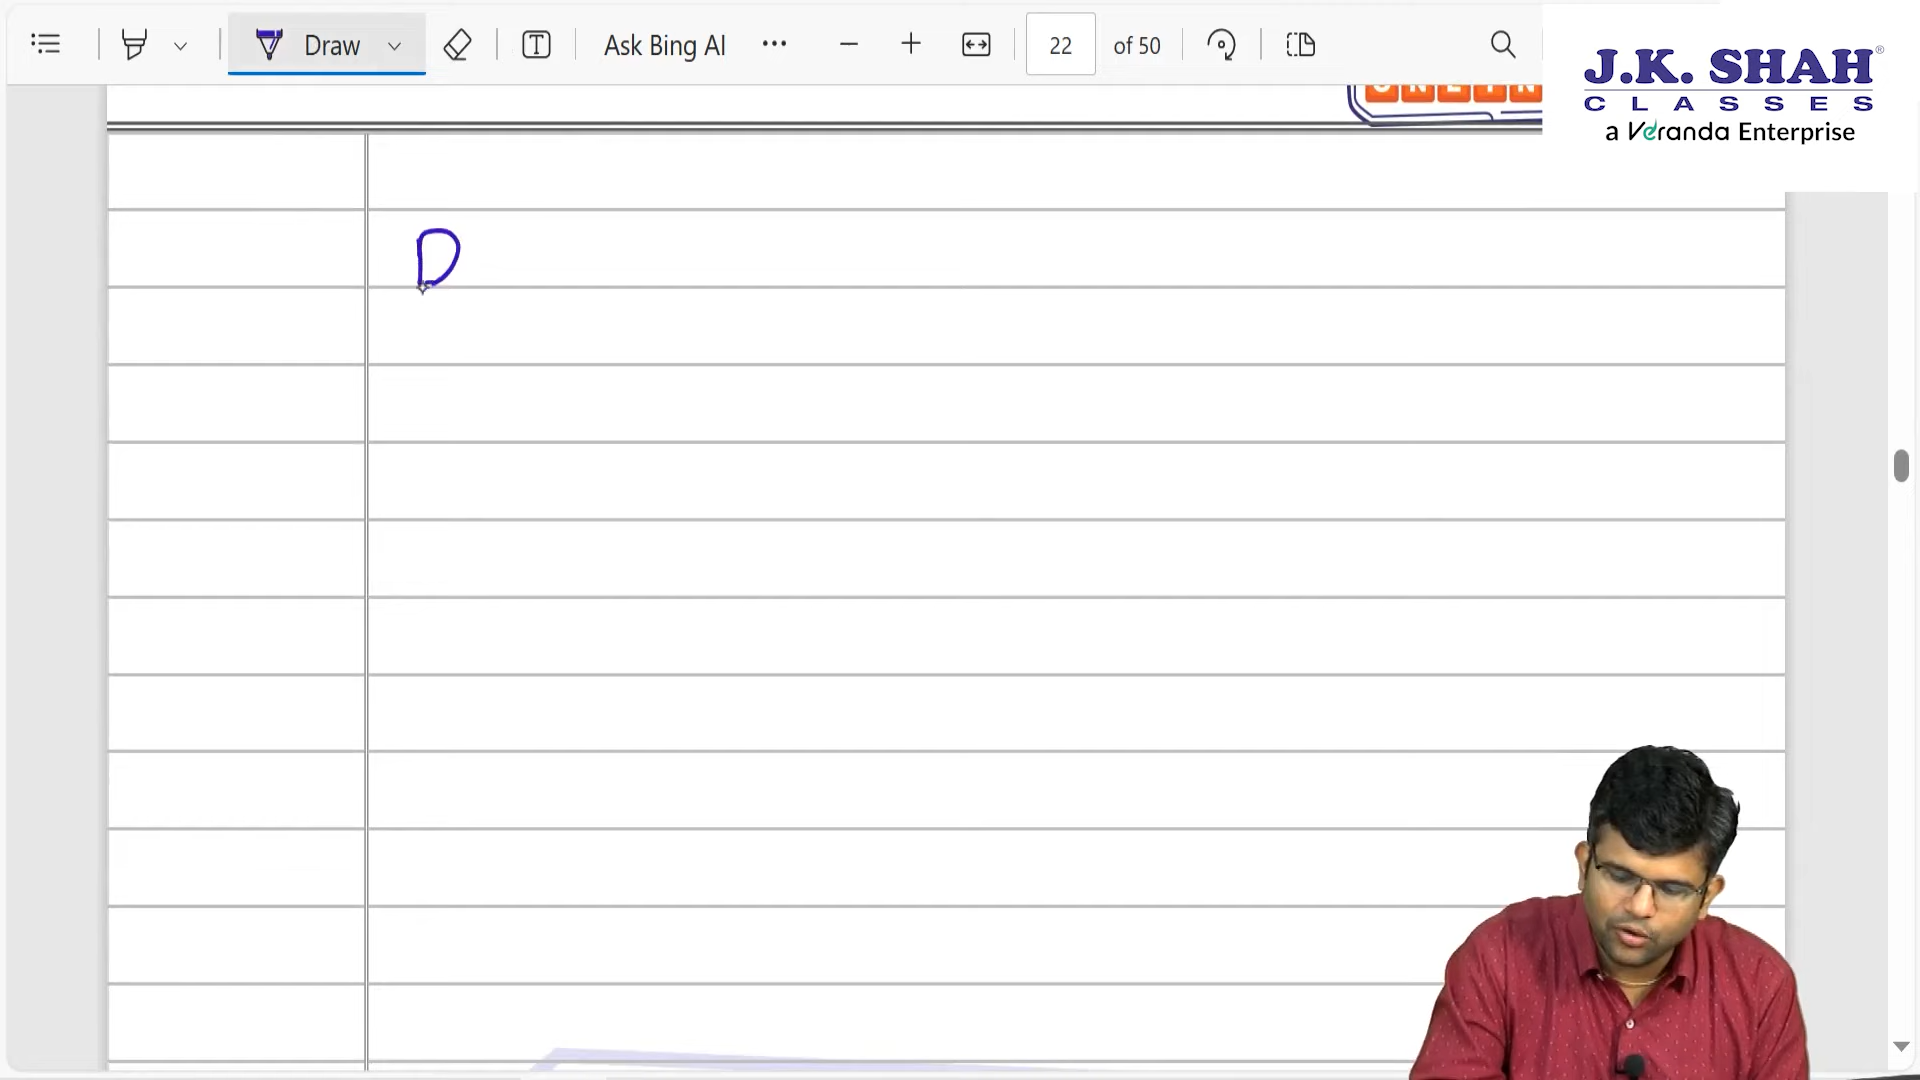 Draw
Ask Bing AI
22
of 50
J.K. SHAH®
CLASSES
a Veranda Enterprise
D